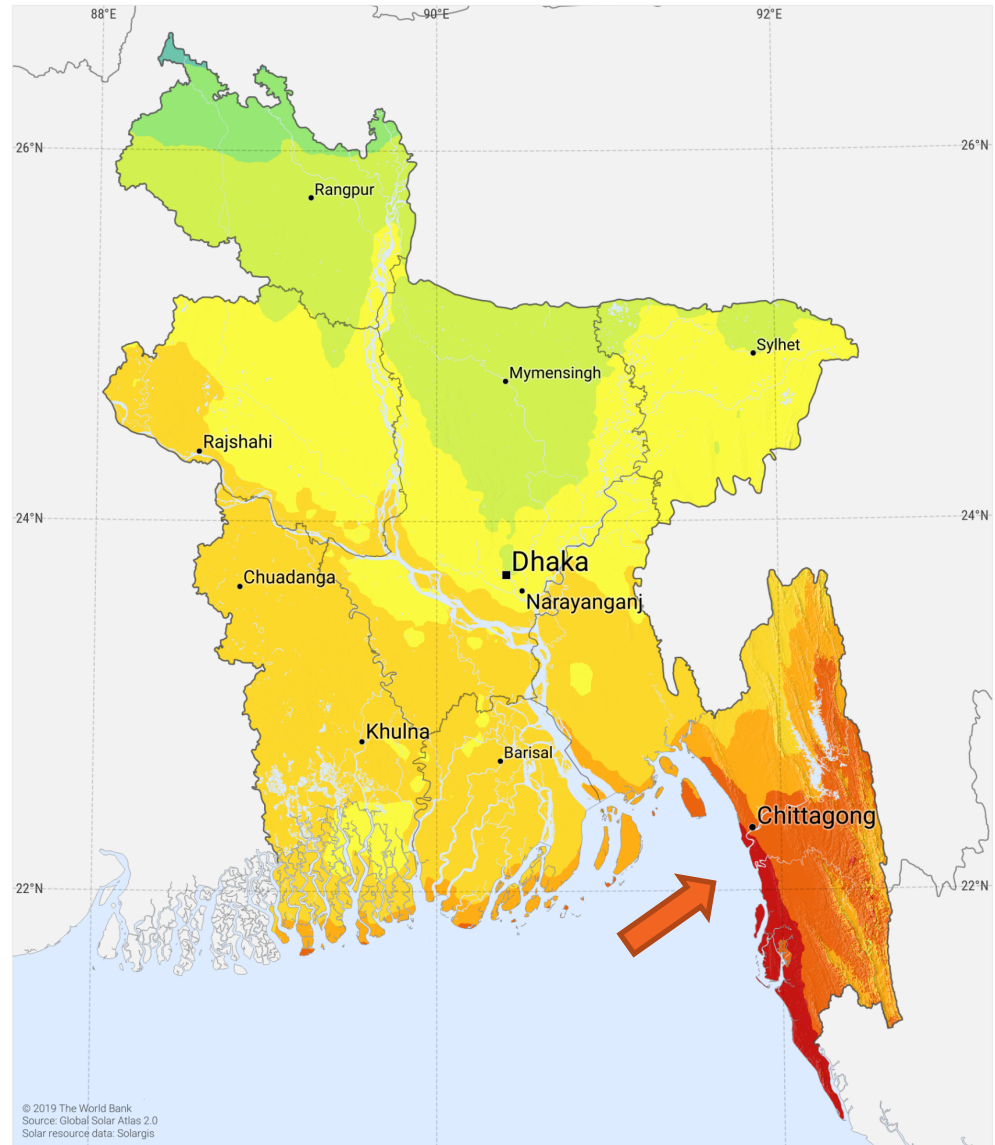 88°E
90°E
92°E
26°N
26°N
Rangpur
Sylhet
Mymensingh
Rajshahi
24°N
24°N
Dhaka
Chuadanga
Narayanganj
Khulna
Barisal
Chittagong
22°N
22°N
© 2019 The World Bank
Source: Global Solar Atlas 2.0
Solar resource data: Solargis